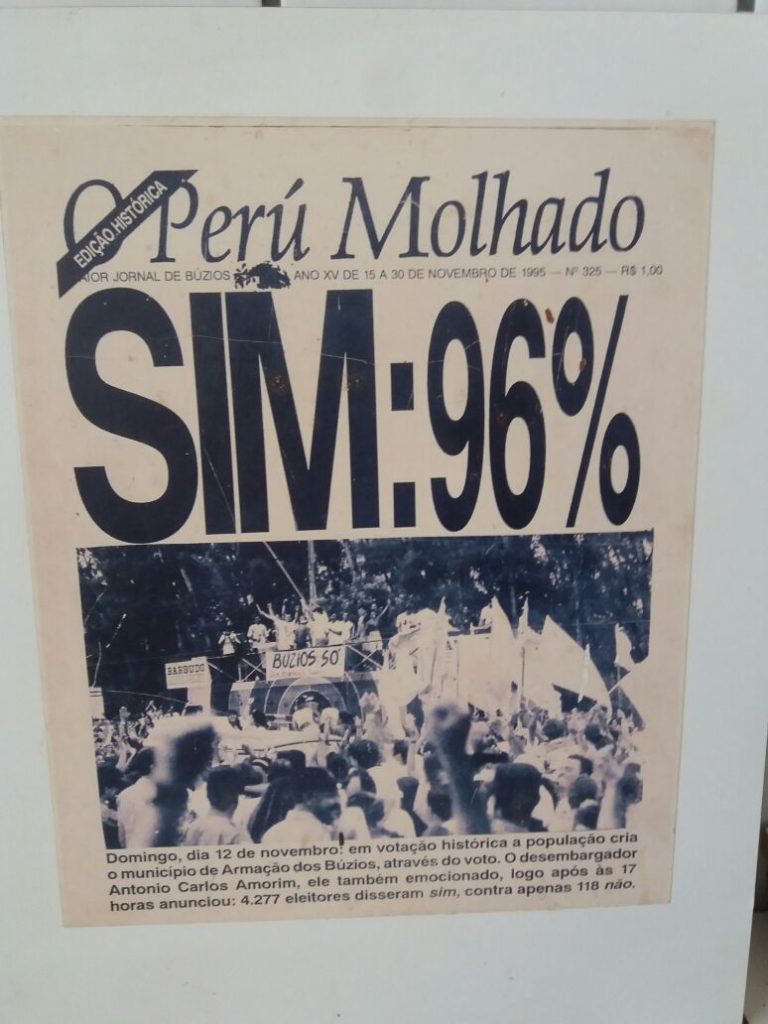 O Perú Molhado
EDIÇÃO HISTÓRICA
AIOR JORNAL DE BÚZIOS ANO XV DE 15 A 30 DE NOVEMBRO DE 1995 — Nº 325 — R$ 1,00
SIM: 96%
BARBUDO
BÚZIOS SÓ
Domingo, dia 12 de novembro: em votação histórica a população cria
o município de Armação dos Búzios, através do voto. O desembargador
Antonio Carlos Amorim, ele também emocionado, logo após às 17
horas anunciou: 4.277 eleitores disseram sim, contra apenas 118 não.